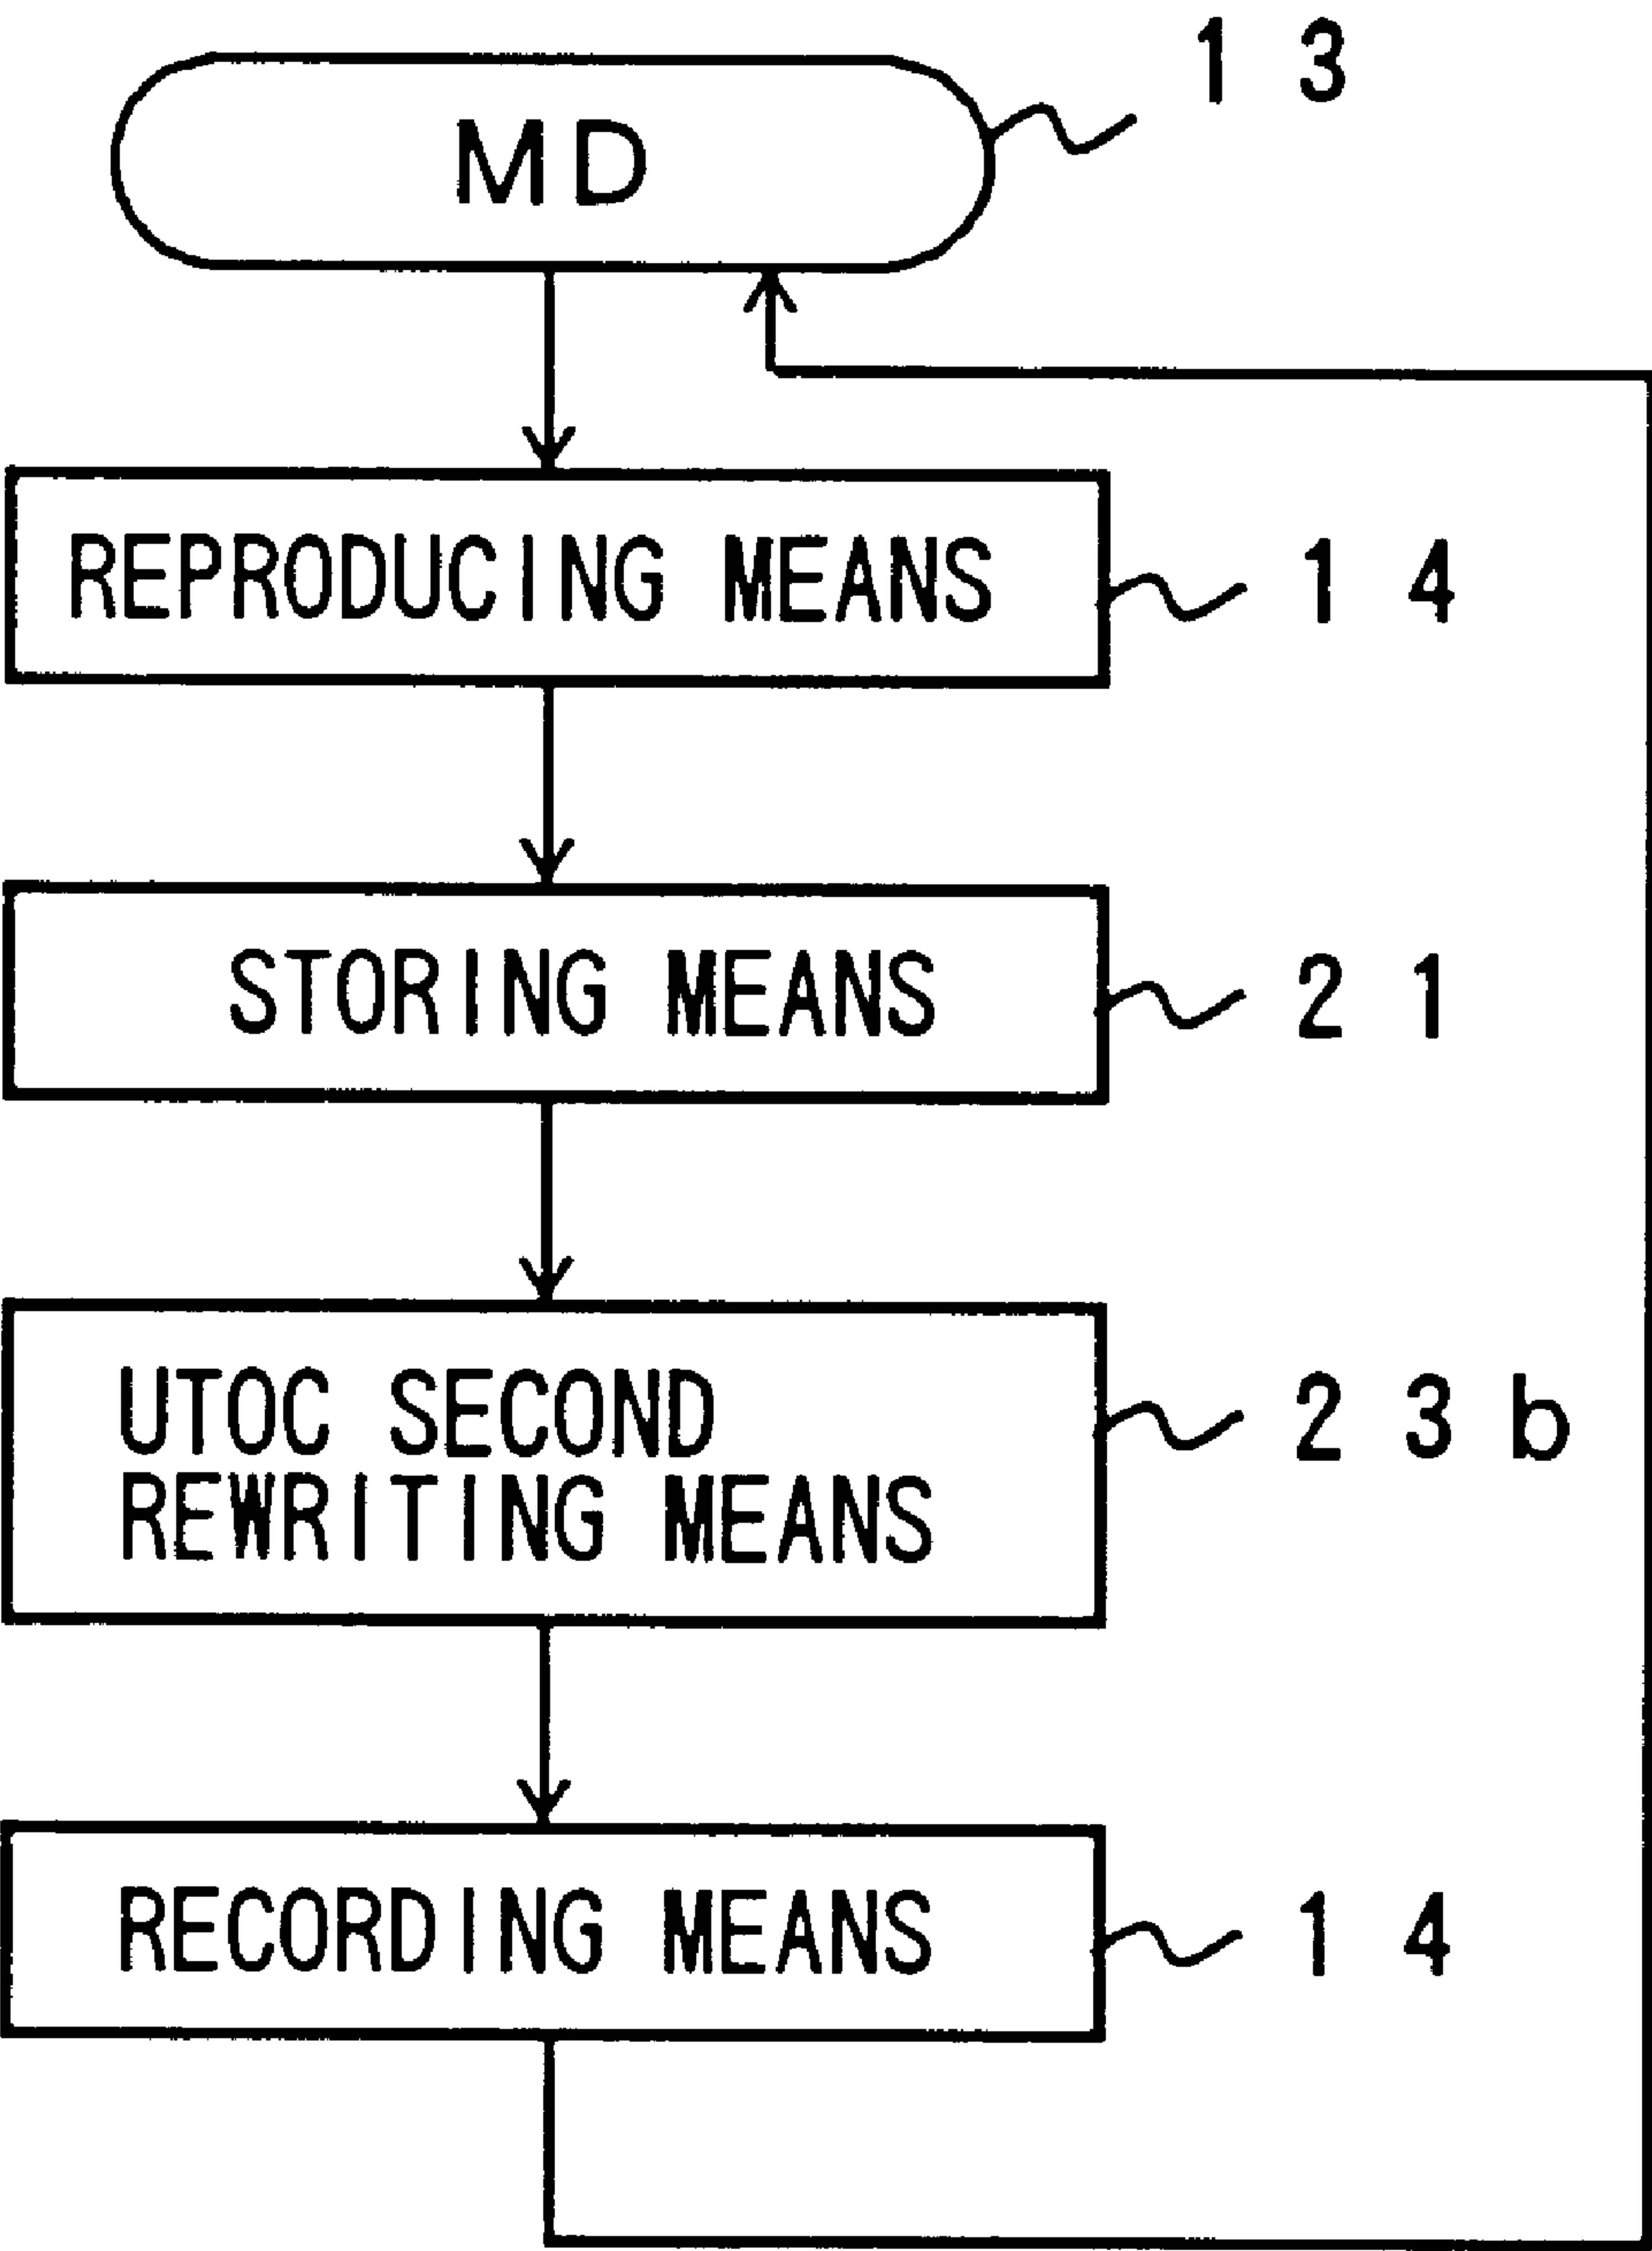 13
MD
REPRODUCING MEANS
14
STORING MEANS
21
UTOC SECOND
REWRITING MEANS
23b
RECORDING MEANS
14